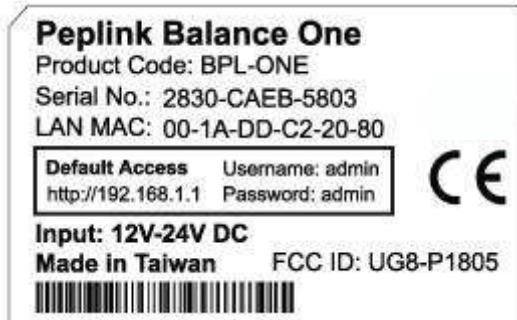 Peplink Balance One
Product Code: BPL-ONE
Serial No.: 2830-CAEB-5803
LAN MAC: 00-1A-DD-C2-20-80
Default Access Username: admin
http://192.168.1.1 Password: admin
CE
Input: 12V-24V DC
Made in Taiwan FCC ID: UG8-P1805